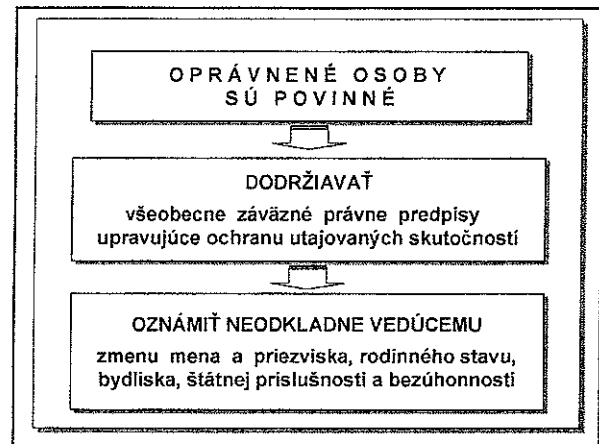 OPRÁVNENÉ OSOBY
SÚ POVINNÉ
DODRŽIAVAŤ
všeobecne záväzné právne predpisy
upravujúce ochranu utajovaných skutočností
OZNÁMIŤ NEODKLADNE VEDÚCEMU
zmenu mena a priezviska, rodinného stavu,
bydliska, štátnej príslušnosti a bezúhonnosti